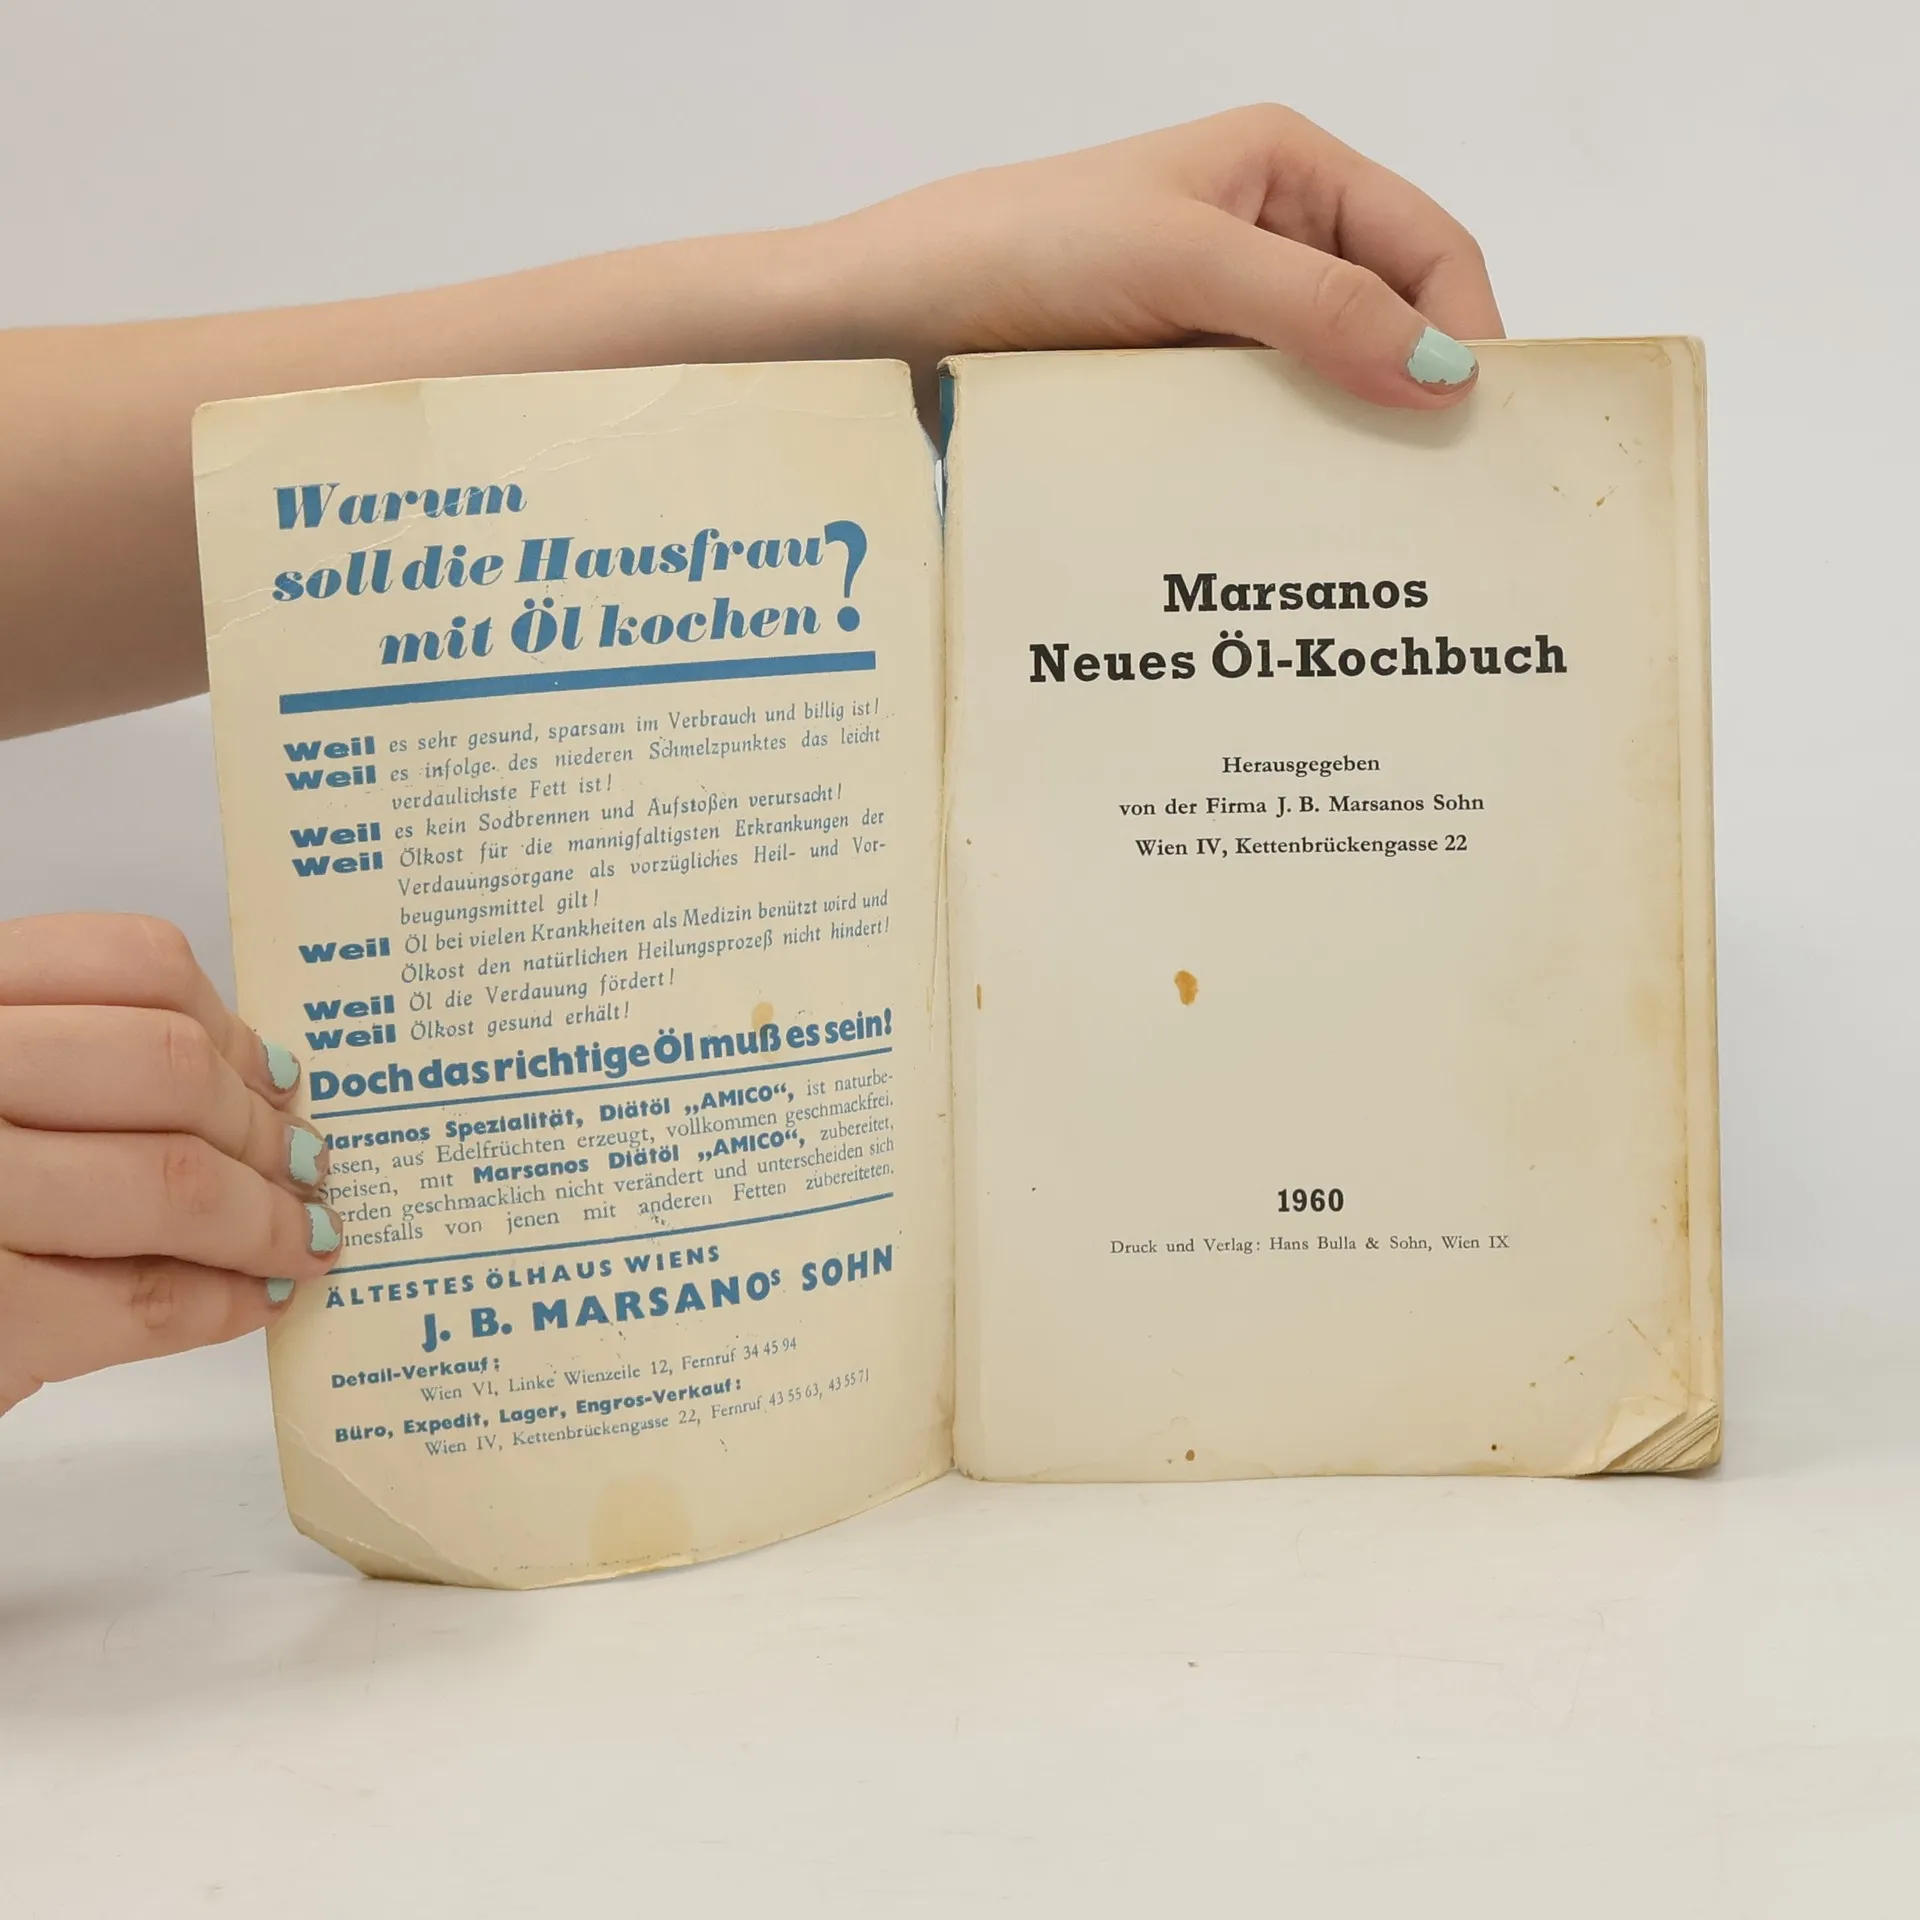 Warum
soll die Hausfrau
mit Öl kochen?
Weil es sehr gesund, sparsam im Verbrauch und billig ist!
Weil es infolge des niederen Schmelzpunktes das leicht
verdaulichste Fett ist!
Weil es kein Sodbrennen und Aufstoßen verursacht!
Weil Ölkost für die mannigfaltigsten Erkrankungen der
Verdauungsorgane als vorzügliches Heil- und Vor-
beugungsmittel gilt!
Weil Öl bei vielen Krankheiten als Medizin benützt wird und
Ölkost den natürlichen Heilungsprozeß nicht hindert!
Weil Öl die Verdauung fördert!
Weil Ölkost gesund erhält!
Doch das richtige Öl muß es sein!
Marsanos Spezialität, Diätöl „AMICO“, ist naturbe-
ssen, aus Edelfrüchten erzeugt, vollkommen geschmackfrei.
Speisen, mit Marsanos Diätöl „AMICO“, zubereitet,
erden geschmacklich nicht verändert und unterscheiden sich
inesfalls von jenen mit anderen Fetten zubereiteten.
ÄLTESTES ÖLHAUS WIENS
J. B. MARSANOS SOHN
Detail-Verkauf:
Wien VI, Linke Wienzeile 12, Fernruf 34 45 94
Büro, Expedit, Lager, Engros-Verkauf:
Wien IV, Kettenbrückengasse 22, Fernruf 43 55 63, 43 55 71
Marsanos
Neues Öl-Kochbuch
Herausgegeben
von der Firma J. B. Marsanos Sohn
Wien IV, Kettenbrückengasse 22
1960
Druck und Verlag: Hans Bulla & Sohn, Wien IX